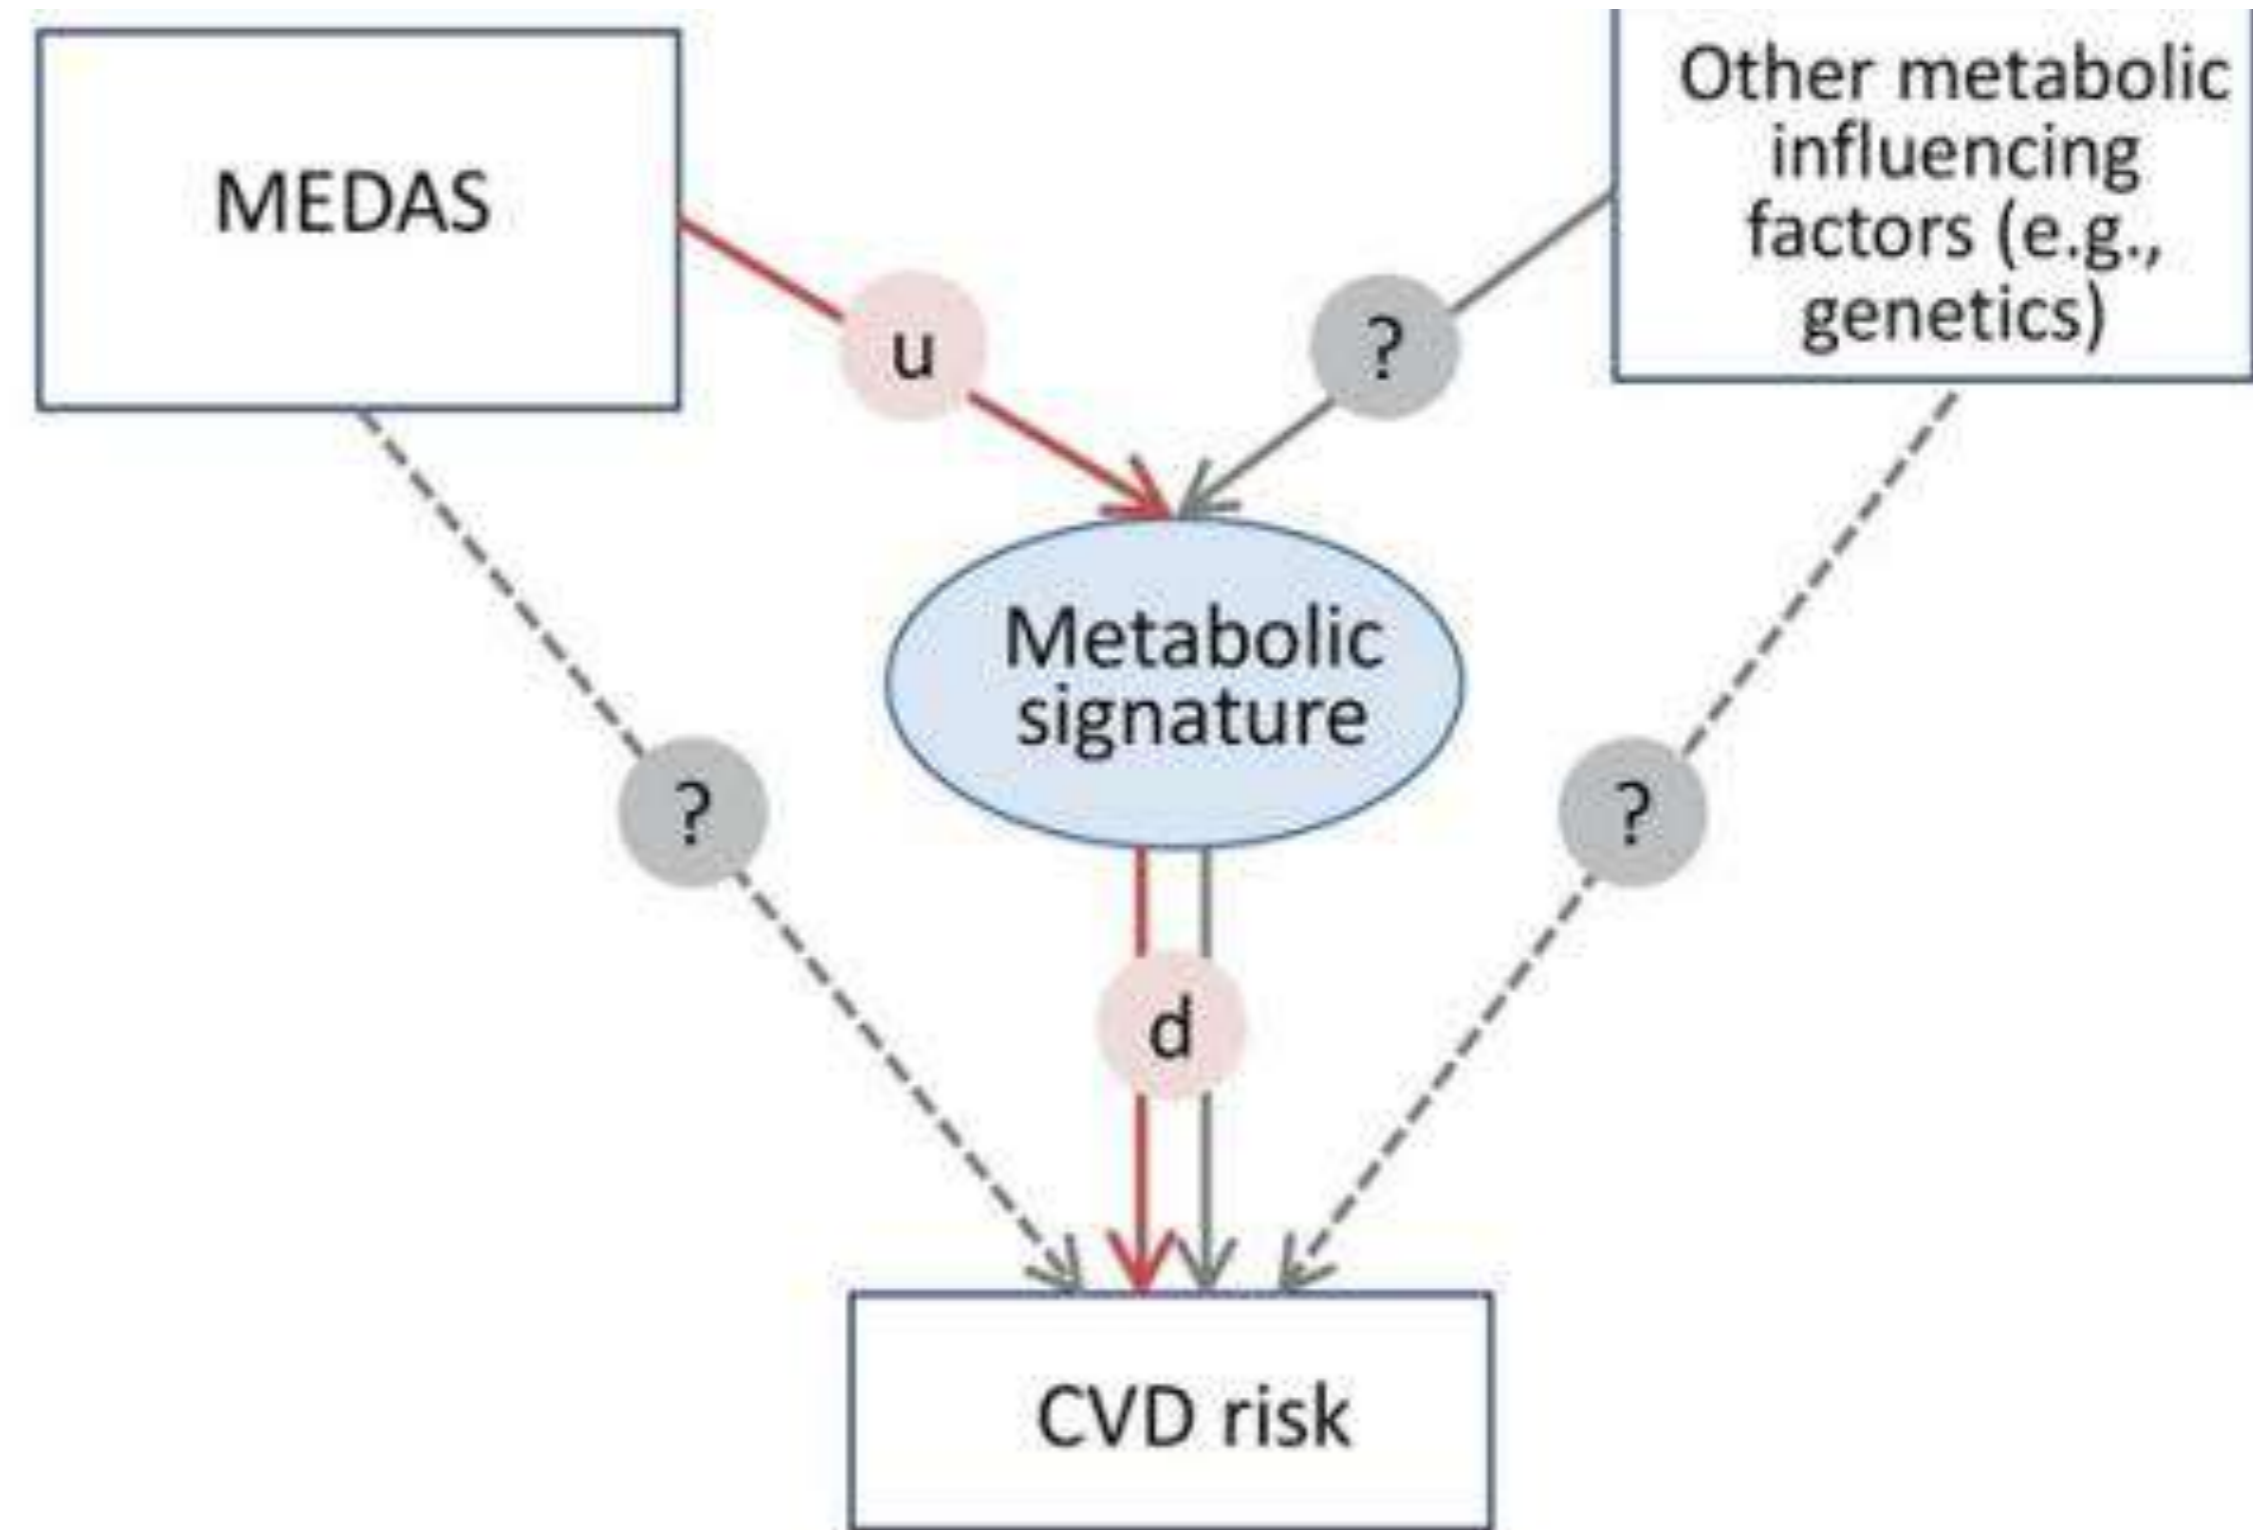 MEDAS
Other metabolic
influencing
factors (e.g.,
genetics)
u
?
Metabolic
signature
?
?
d
CVD risk